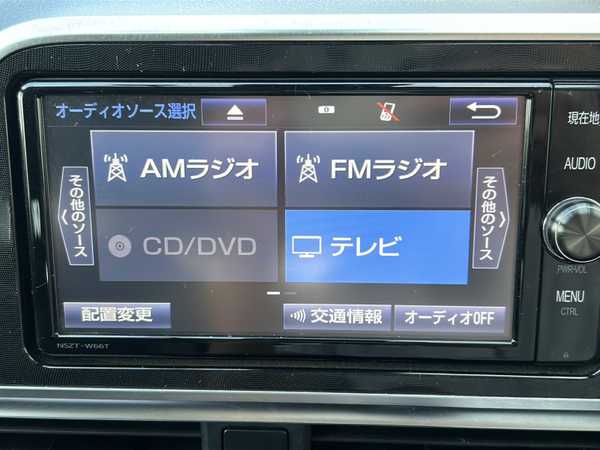 オーディオソース選択
現在地
AMラジオ
FMラジオ
AUDIO
その他のソース
その他のソース
CD/DVD
テレビ
PWR-VOL
MENU
CTRL
配置変更
交通情報
オーディオOFF
NSZT-W66T